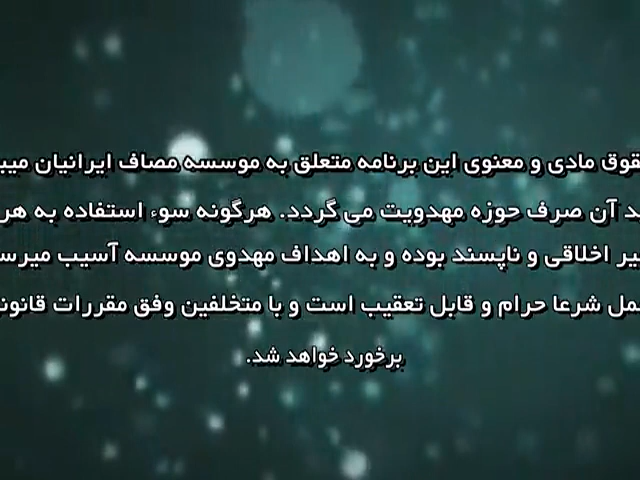 قوق مادی و معنوی این برنامه متعلق به موسسه مصاف ایرانیان میب
د آن صرف حوزه مهدویت می گردد. هرگونه سوء استفاده به هر
یر اخلاقی و ناپسند بوده و به اهداف مهدوی موسسه آسیب میرس
مل شرعا حرام و قابل تعقیب است و با متخلفین وفق مقررات قانونی
برخورد خواهد شد.